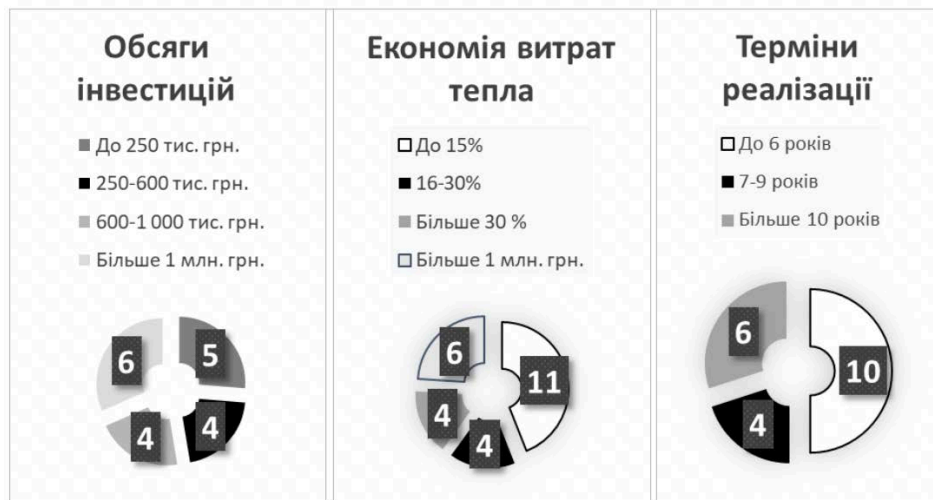 Обсяги
інвестицій
До 250 тис. грн.
250-600 тис. грн.
600-1 000 тис. грн.
Більше 1 млн. грн.
6
5
4
4
Економія витрат
тепла
До 15%
16-30%
Більше 30 %
Більше 1 млн. грн.
6
11
4
4
Терміни
реалізації
До 6 років
7-9 років
Більше 10 років
6
10
4